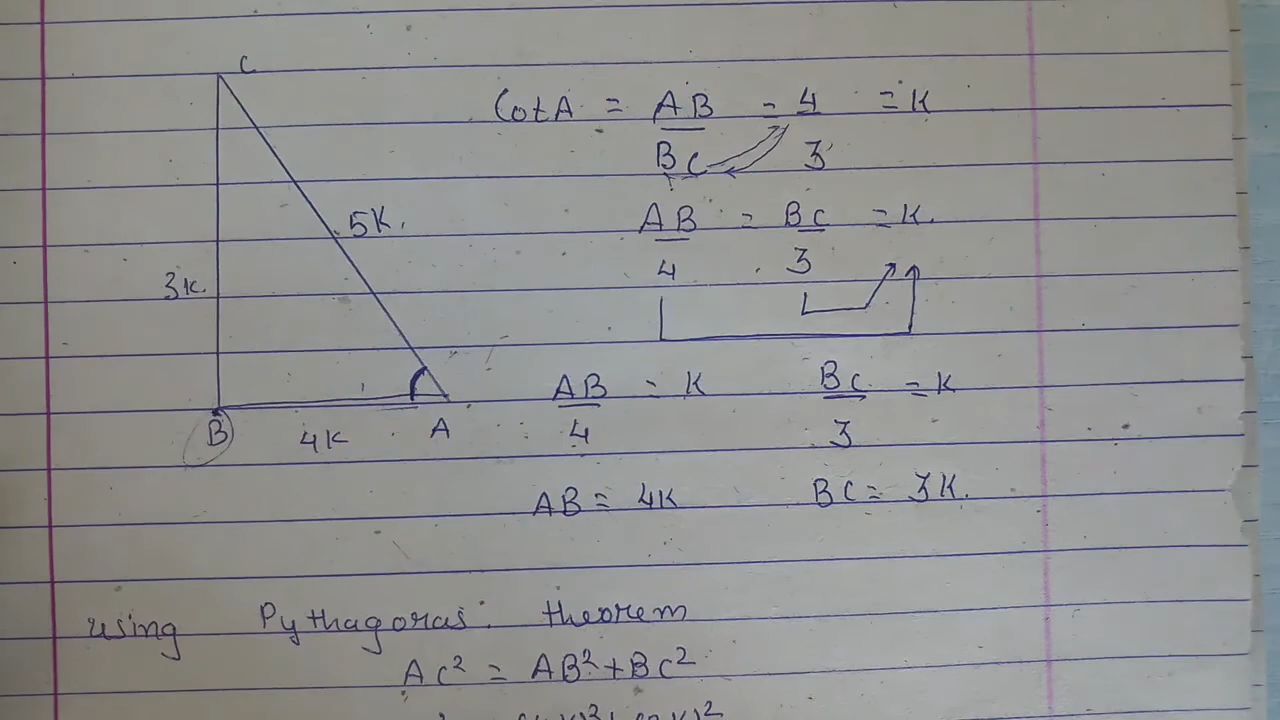 C
CotA = AB = 4 = K
BC 3
5K.
AB = BC = K.
4 3
3K.
AB = K BC = K
4 3
B 4K A
AB = 4K BC = 3K.
using Pythagoras. theorem
AC² = AB² + BC²